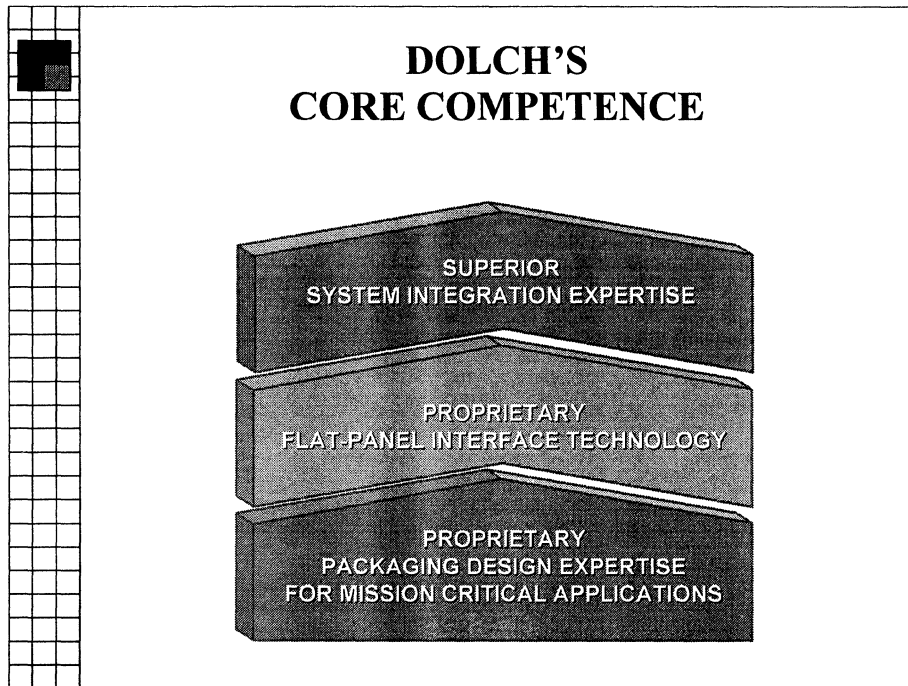 DOLCH'S
CORE COMPETENCE
SUPERIOR
SYSTEM INTEGRATION EXPERTISE
PROPRIETARY
FLAT-PANEL INTERFACE TECHNOLOGY
PROPRIETARY
PACKAGING DESIGN EXPERTISE
FOR MISSION CRITICAL APPLICATIONS